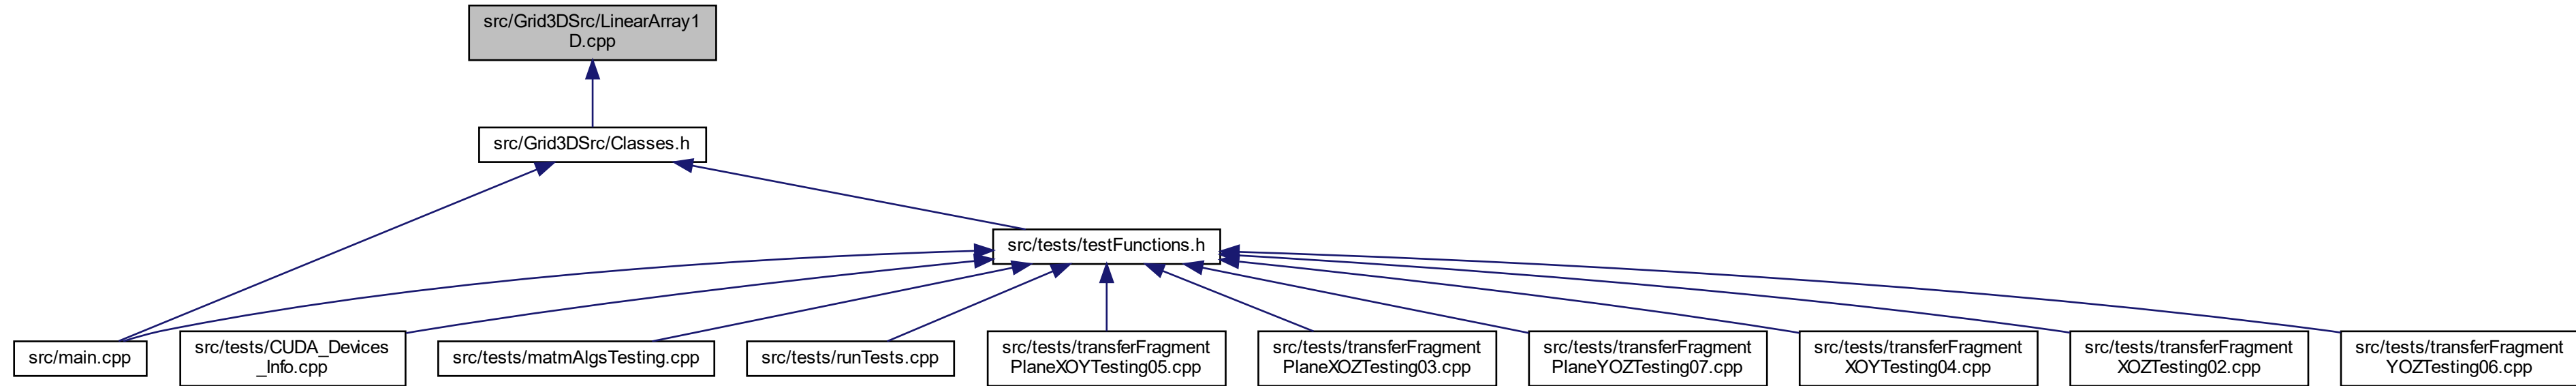 src/Grid3DSrc/LinearArray1
D.cpp
src/Grid3DSrc/Classes.h
src/tests/testFunctions.h
src/main.cpp
src/tests/CUDA_Devices
_Info.cpp
src/tests/matmAlgsTesting.cpp
src/tests/runTests.cpp
src/tests/transferFragment
PlaneXOYTesting05.cpp
src/tests/transferFragment
PlaneXOZTesting03.cpp
src/tests/transferFragment
PlaneYOZTesting07.cpp
src/tests/transferFragment
XOYTesting04.cpp
src/tests/transferFragment
XOZTesting02.cpp
src/tests/transferFragment
YOZTesting06.cpp